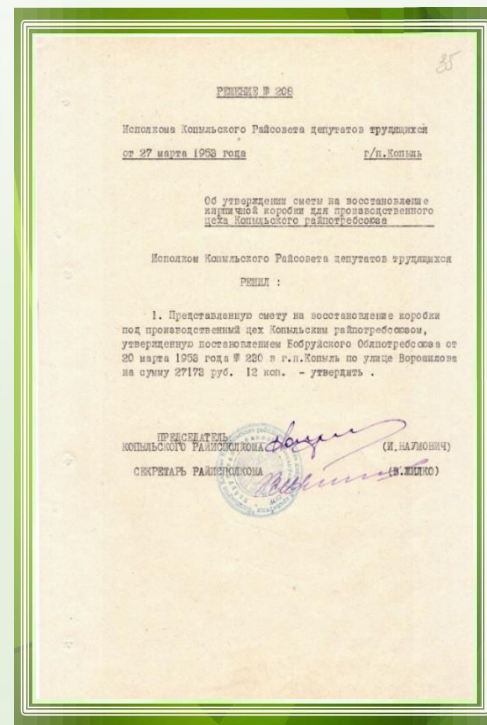 35
РЕШЕНИЕ № 208
Исполкома Копыльского Райсовета депутатов трудящихся
от 27 марта 1953 года г/п.Копыль
Об утверждении сметы на восстановление
кирпичной коробки для производственного
цеха Копыльского райпотребсоюза
Исполком Копыльского Райсовета депутатов трудящихся
РЕШИЛ :
1. Представленную смету на восстановление коробки
под производственный цех Копыльским райпотребсоюзом,
утвержденную постановлением Бобруйского Облпотребсоюза от
20 марта 1953 года № 220 в г.п.Копыль по улице Ворошилова
на сумму 27173 руб. 12 коп. - утвердить .
ПРЕДСЕДАТЕЛЬ
КОПЫЛЬСКОГО РАЙИСПОЛКОМА (И.НАУМОВИЧ)
СЕКРЕТАРЬ РАЙИСПОЛКОМА (В.ЖИЛКО)